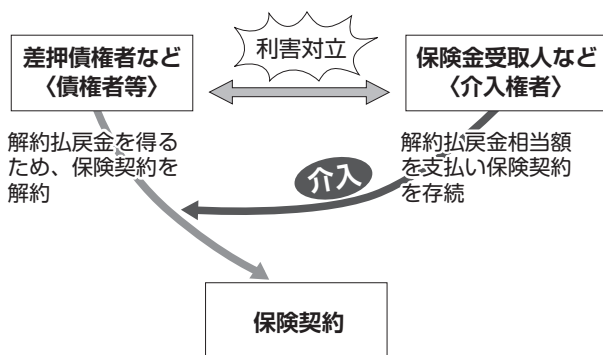 差押債権者など
〈債権者等〉
利害対立
保険金受取人など
〈介入権者〉
解約払戻金を得る
ため、保険契約を
解約
解約払戻金相当額
を支払い保険契約
を存続
介入
保険契約